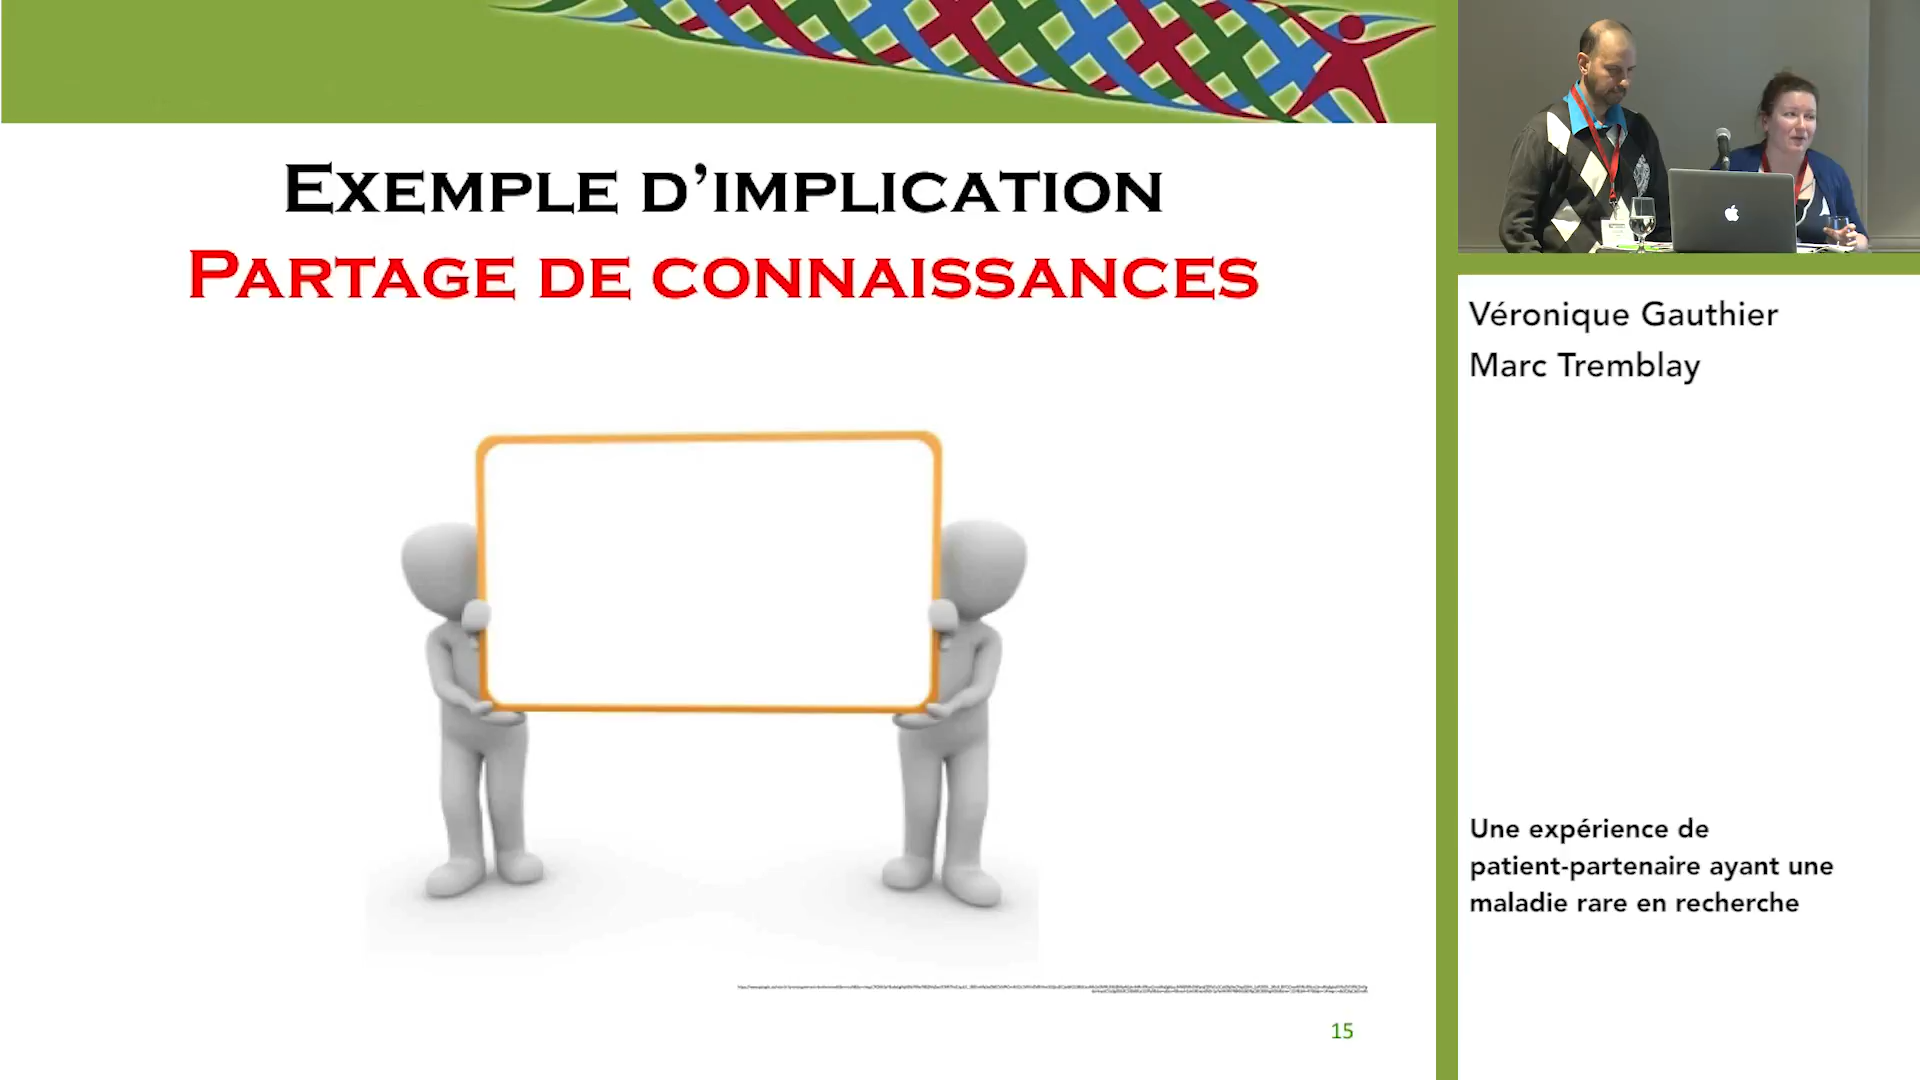 Exemple d’implication
Partage de connaissances
15
Véronique Gauthier
Marc Tremblay
Une expérience de
patient-partenaire ayant une
maladie rare en recherche